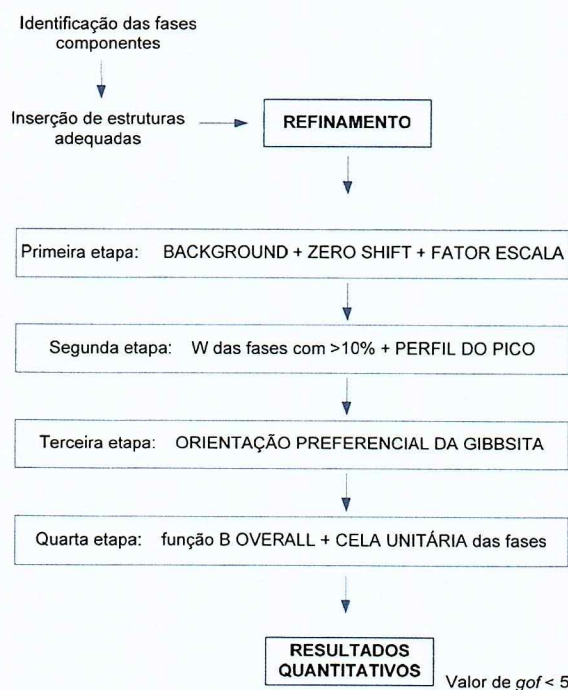 Identificação das fases
componentes
Inserção de estruturas
adequadas
REFINAMENTO
Primeira etapa: BACKGROUND + ZERO SHIFT + FATOR ESCALA
Segunda etapa: W das fases com >10% + PERFIL DO PICO
Terceira etapa: ORIENTAÇÃO PREFERENCIAL DA GIBBSITA
Quarta etapa: função B OVERALL + CELA UNITÁRIA das fases
RESULTADOS
QUANTITATIVOS
Valor de gof < 5